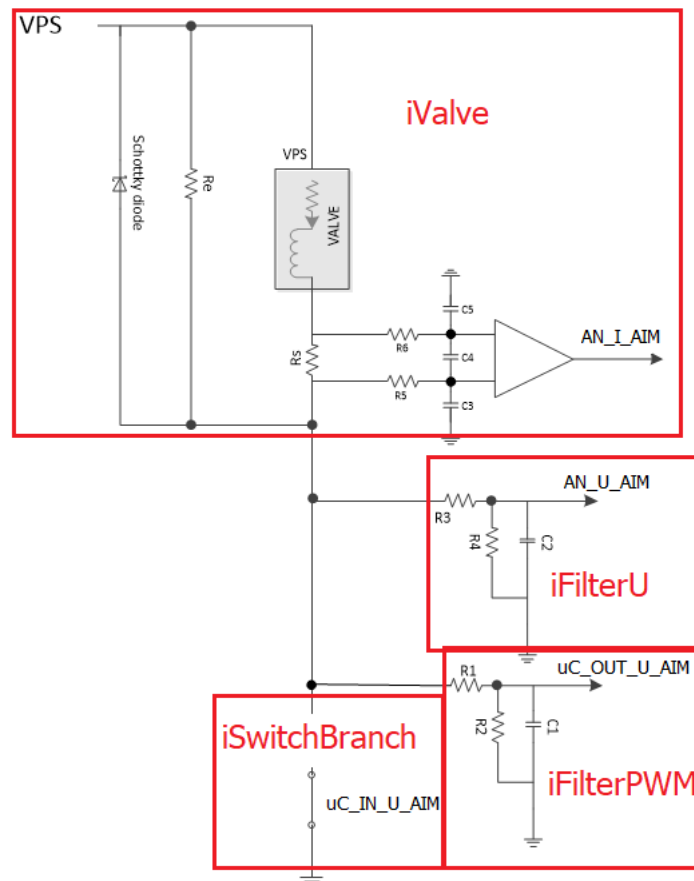 VPS
iValve
Schottky diode
Re
VPS
VALVE
C5
AN_I_AIM
Rs
R6
C4
R5
C3
AN_U_AIM
R3
R4
C2
iFilterU
R1
uC_OUT_U_AIM
iSwitchBranch
R2
C1
iFilterPWM
uC_IN_U_AIM